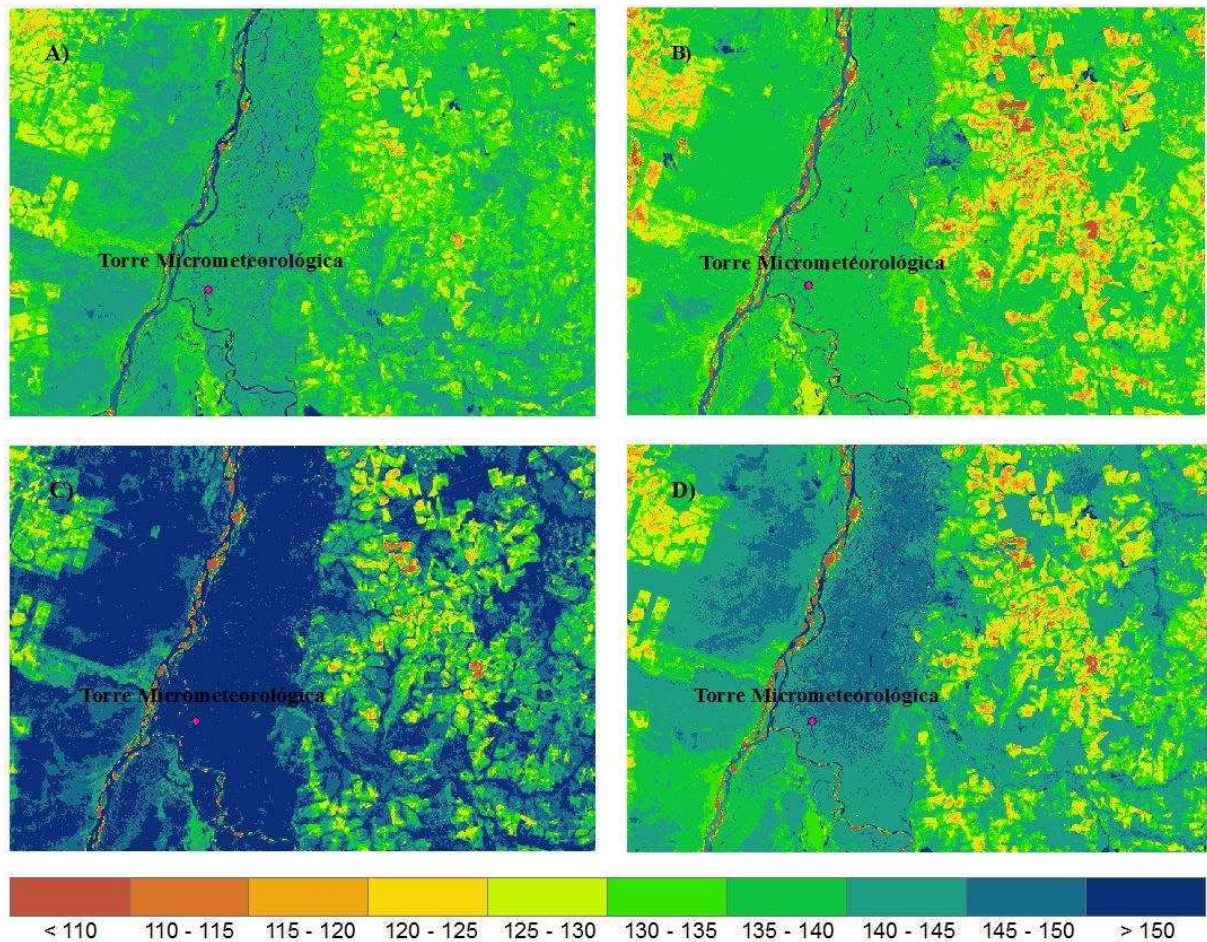 A)
Torre Micrometeorológica
B)
Torre Micrometeorológica
C)
Torre Micrometeorológica
D)
Torre Micrometeorológica
< 110 110 - 115 115 - 120 120 - 125 125 - 130 130 - 135 135 - 140 140 - 145 145 - 150 > 150